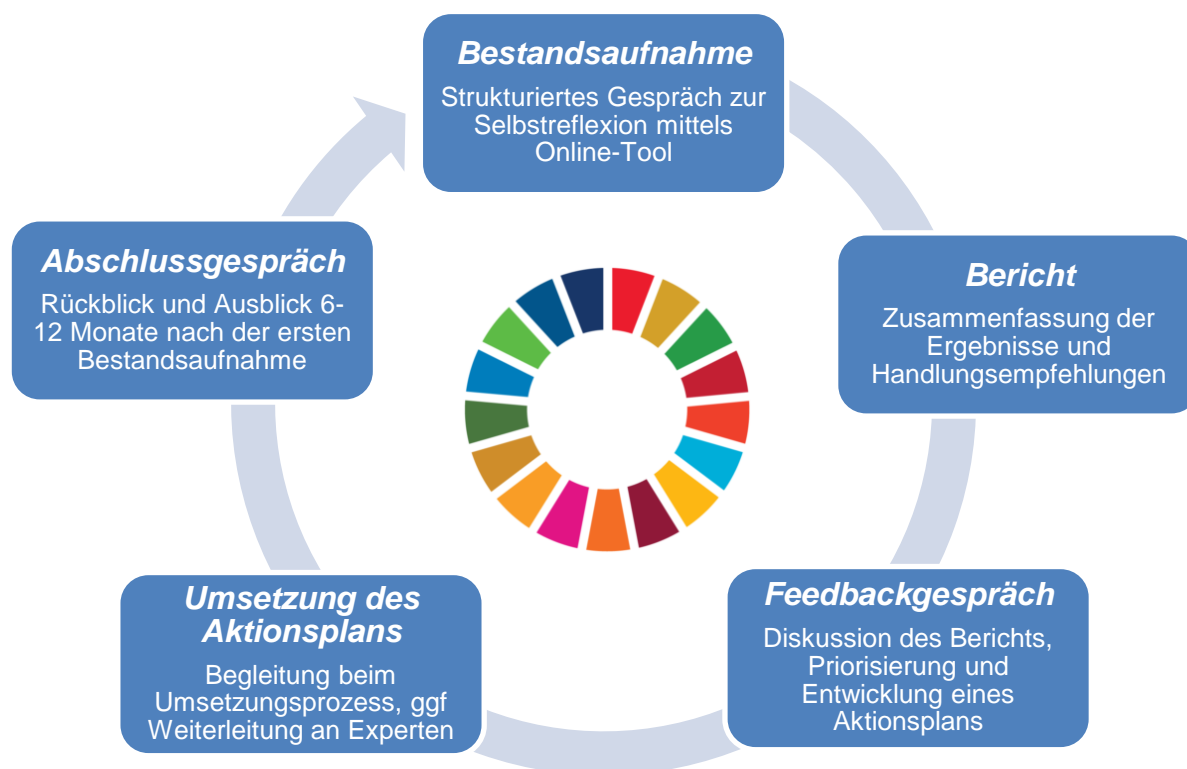 Bestandsaufnahme
Strukturiertes Gespräch zur
Selbstreflexion mittels
Online-Tool
Bericht
Zusammenfassung der
Ergebnisse und
Handlungsempfehlungen
Feedbackgespräch
Diskussion des Berichts,
Priorisierung und
Entwicklung eines
Aktionsplans
Umsetzung des
Aktionsplans
Begleitung beim
Umsetzungsprozess, ggf
Weiterleitung an Experten
Abschlussgespräch
Rückblick und Ausblick 6-
12 Monate nach der ersten
Bestandsaufnahme